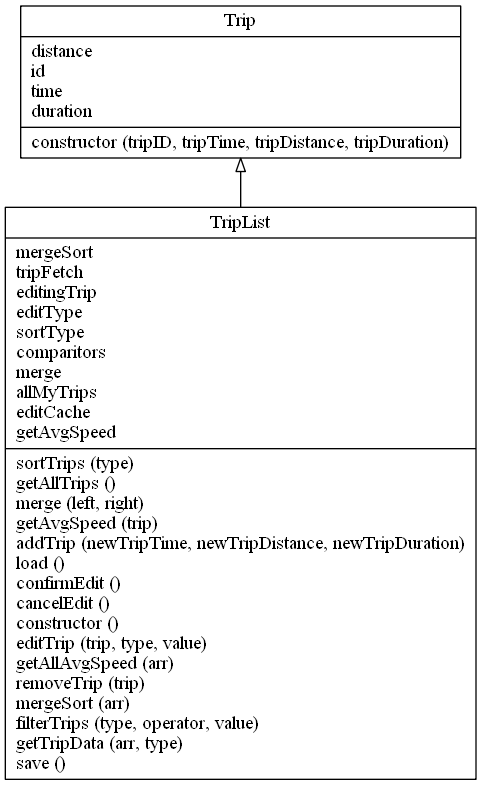 Trip
distance
id
time
duration
constructor (tripID, tripTime, tripDistance, tripDuration)
TripList
mergeSort
tripFetch
editingTrip
editType
sortType
comparitors
merge
allMyTrips
editCache
getAvgSpeed
sortTrips (type)
getAllTrips ()
merge (left, right)
getAvgSpeed (trip)
addTrip (newTripTime, newTripDistance, newTripDuration)
load ()
confirmEdit ()
cancelEdit ()
constructor ()
editTrip (trip, type, value)
getAllAvgSpeed (arr)
removeTrip (trip)
mergeSort (arr)
filterTrips (type, operator, value)
getTripData (arr, type)
save ()